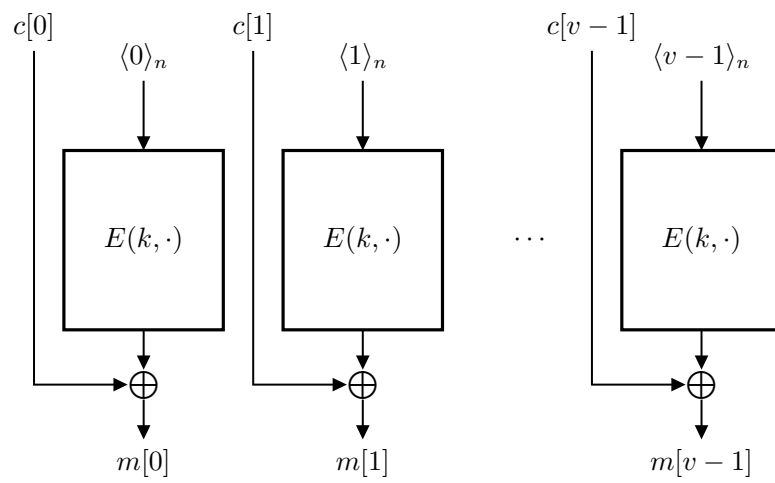 c[0] c[1] c[v − 1]
⟨0⟩ₙ ⟨1⟩ₙ ⟨v − 1⟩ₙ
E(k, ·) E(k, ·) · · · E(k, ·)
m[0] m[1] m[v − 1]